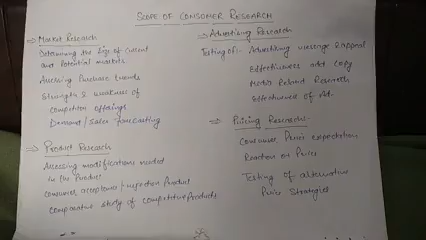 SCOPE OF CONSUMER RESEARCH
⇒ Market Research
Determining the Size of current
and Potential markets
Assessing Purchase trends
Strengths & weakness of
competitors offerings
Demand / Sales forecasting
⇒ Product Research
Assessing modifications needed
in the Product
Consumer acceptance / rejection Product
Comparative study of competitive Products
⇒ Advertising Research
Testing of :- Advertising message & appeal
Effectiveness of copy
Media Related Research
Effectiveness of Ad.
⇒ Pricing Research
Consumer Price expectation
Reaction on Prices
Testing of alternative
Price Strategies